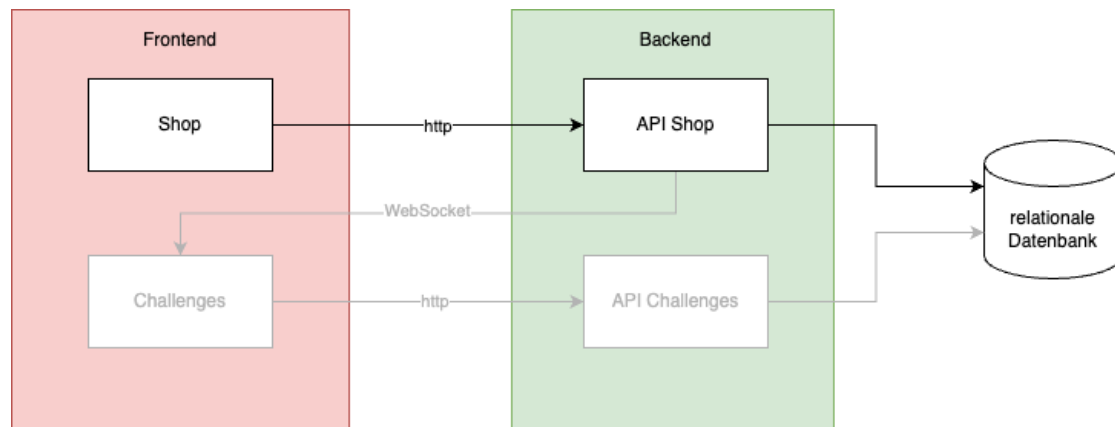 Frontend
Backend
Shop
http
API Shop
WebSocket
relationale
Datenbank
Challenges
http
API Challenges